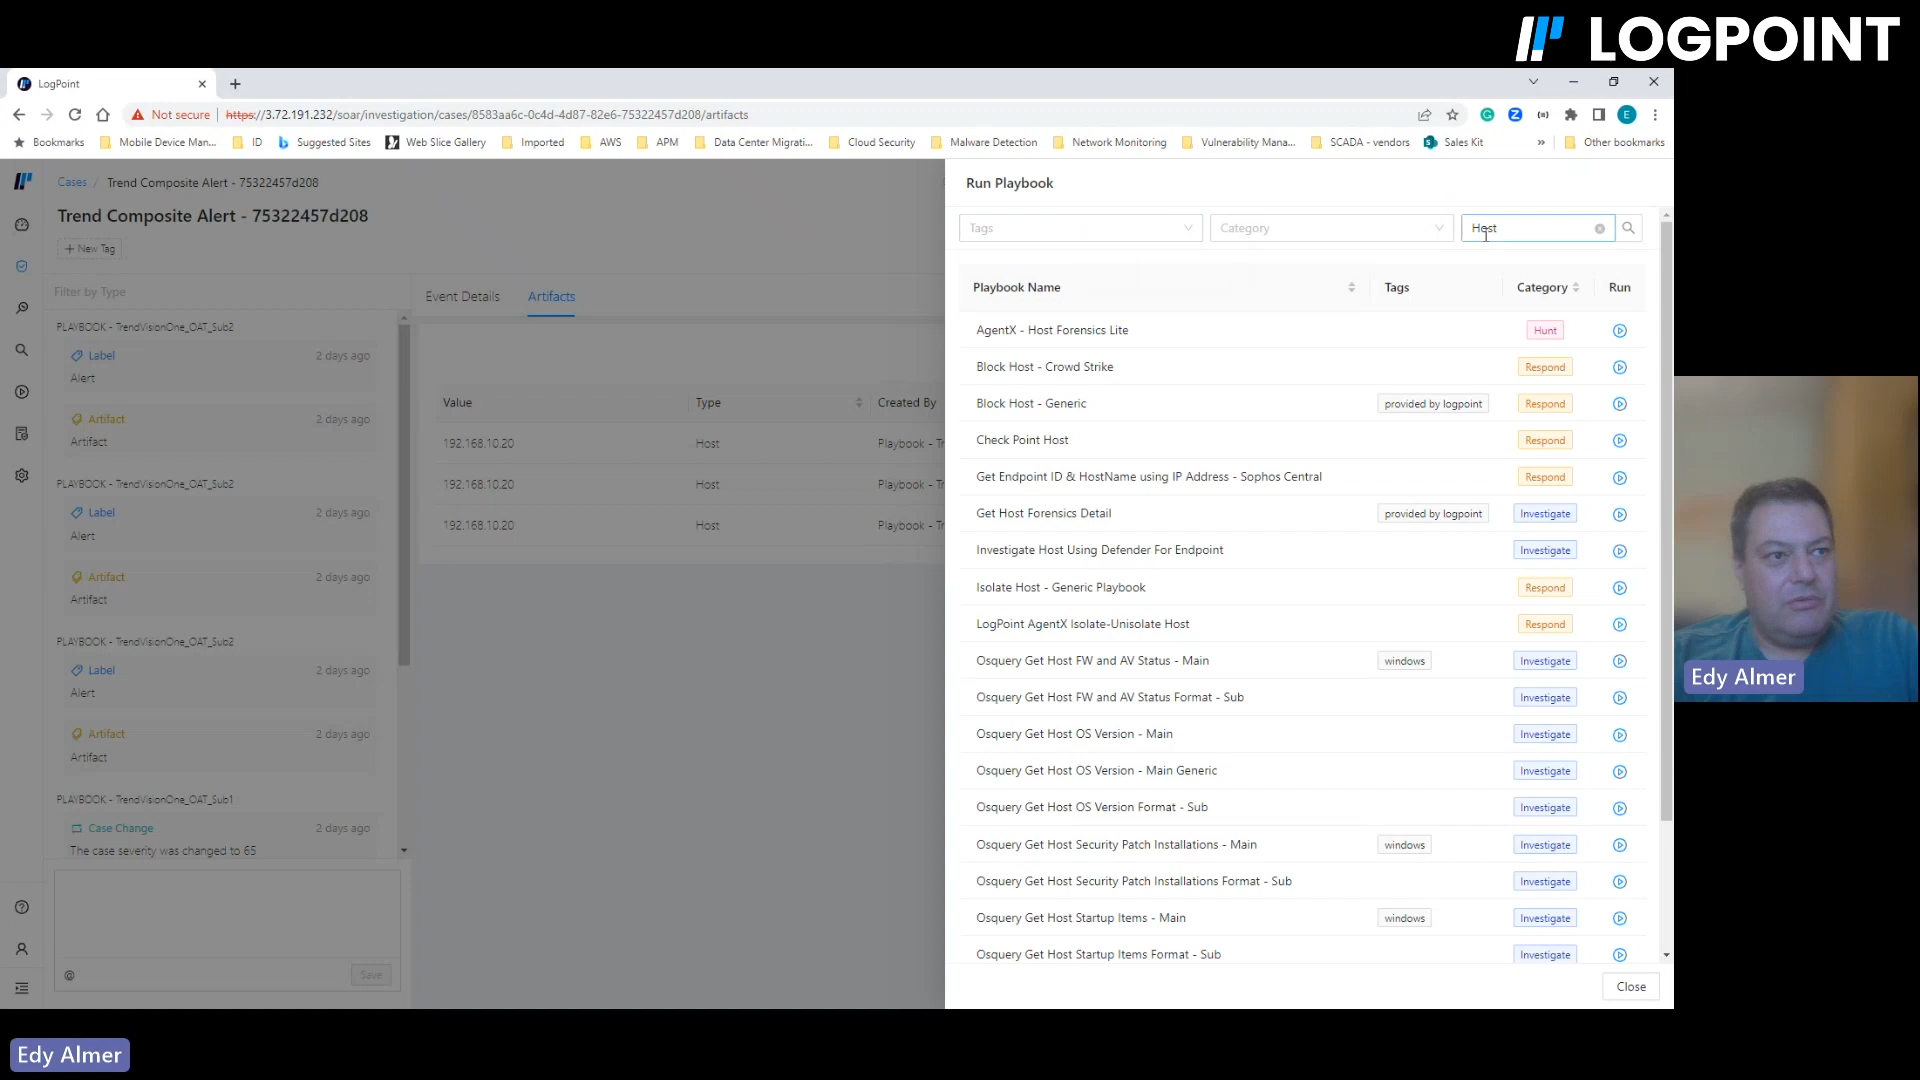 LOGPOINT
LogPoint
Not secure https://3.72.191.232/soar/investigation/cases/8583aa6c-0c4d-4d87-82e6-75322457d208/artifacts
E
Bookmarks Mobile Device Man... ID Suggested Sites Web Slice Gallery Imported AWS APM Data Center Migrati... Cloud Security Malware Detection Network Monitoring Vulnerability Mana... SCADA - vendors Sales Kit » Other bookmarks
Cases / Trend Composite Alert - 75322457d208
Trend Composite Alert - 75322457d208
+ New Tag
Filter by Type
PLAYBOOK - TrendVisionOne_OAT_Sub2
Label 2 days ago
Alert
Artifact 2 days ago
Artifact
PLAYBOOK - TrendVisionOne_OAT_Sub2
Label 2 days ago
Alert
Artifact 2 days ago
Artifact
PLAYBOOK - TrendVisionOne_OAT_Sub2
Label 2 days ago
Alert
Artifact 2 days ago
Artifact
PLAYBOOK - TrendVisionOne_OAT_Sub1
Case Change 2 days ago
The case severity was changed to 65
@ Save
Event Details Artifacts
Value Type Created By
192.168.10.20 Host Playbook - Tr
192.168.10.20 Host Playbook - Tr
192.168.10.20 Host Playbook - Tr
Run Playbook
Tags Category Host
Playbook Name Tags Category Run
AgentX - Host Forensics Lite Hunt
Block Host - Crowd Strike Respond
Block Host - Generic provided by logpoint Respond
Check Point Host Respond
Get Endpoint ID & HostName using IP Address - Sophos Central Respond
Get Host Forensics Detail provided by logpoint Investigate
Investigate Host Using Defender For Endpoint Investigate
Isolate Host - Generic Playbook Respond
LogPoint AgentX Isolate-Unisolate Host Respond
Osquery Get Host FW and AV Status - Main windows Investigate
Osquery Get Host FW and AV Status Format - Sub Investigate
Osquery Get Host OS Version - Main Investigate
Osquery Get Host OS Version - Main Generic Investigate
Osquery Get Host OS Version Format - Sub Investigate
Osquery Get Host Security Patch Installations - Main windows Investigate
Osquery Get Host Security Patch Installations Format - Sub Investigate
Osquery Get Host Startup Items - Main windows Investigate
Osquery Get Host Startup Items Format - Sub Investigate
Close
Edy Almer
Edy Almer